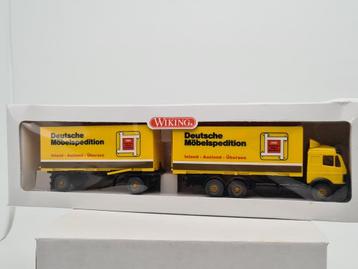 WIKING
Deutsche
Möbelspedition
Inland - Ausland - Übersee
Deutsche
Möbelspedition
Inland - Ausland - Übersee